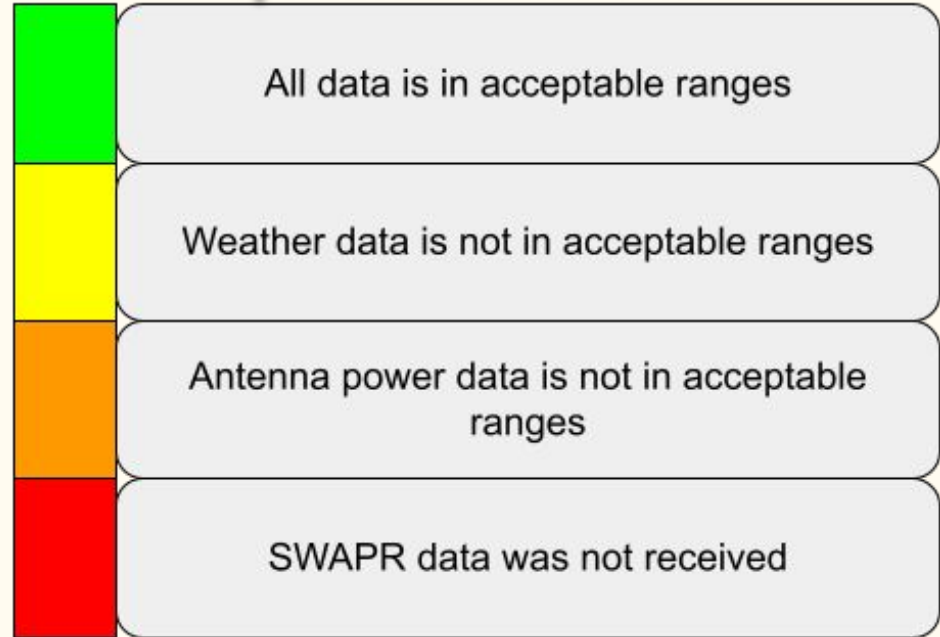 All data is in acceptable ranges
Weather data is not in acceptable ranges
Antenna power data is not in acceptable
ranges
SWAPR data was not received